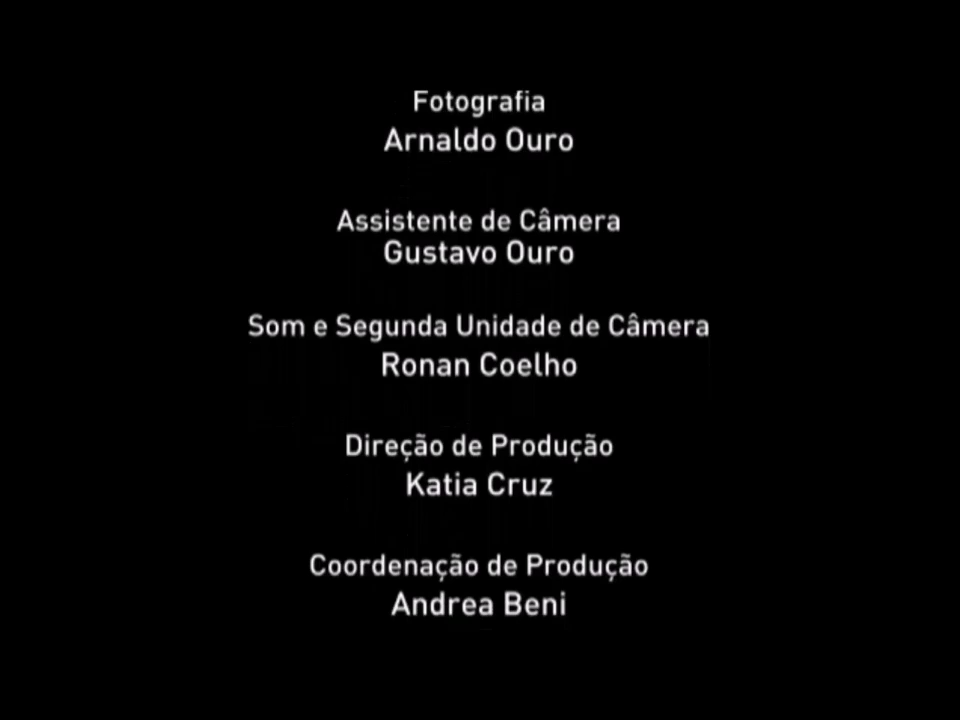 Fotografia
Arnaldo Ouro
Assistente de Câmera
Gustavo Ouro
Som e Segunda Unidade de Câmera
Ronan Coelho
Direção de Produção
Katia Cruz
Coordenação de Produção
Andrea Beni